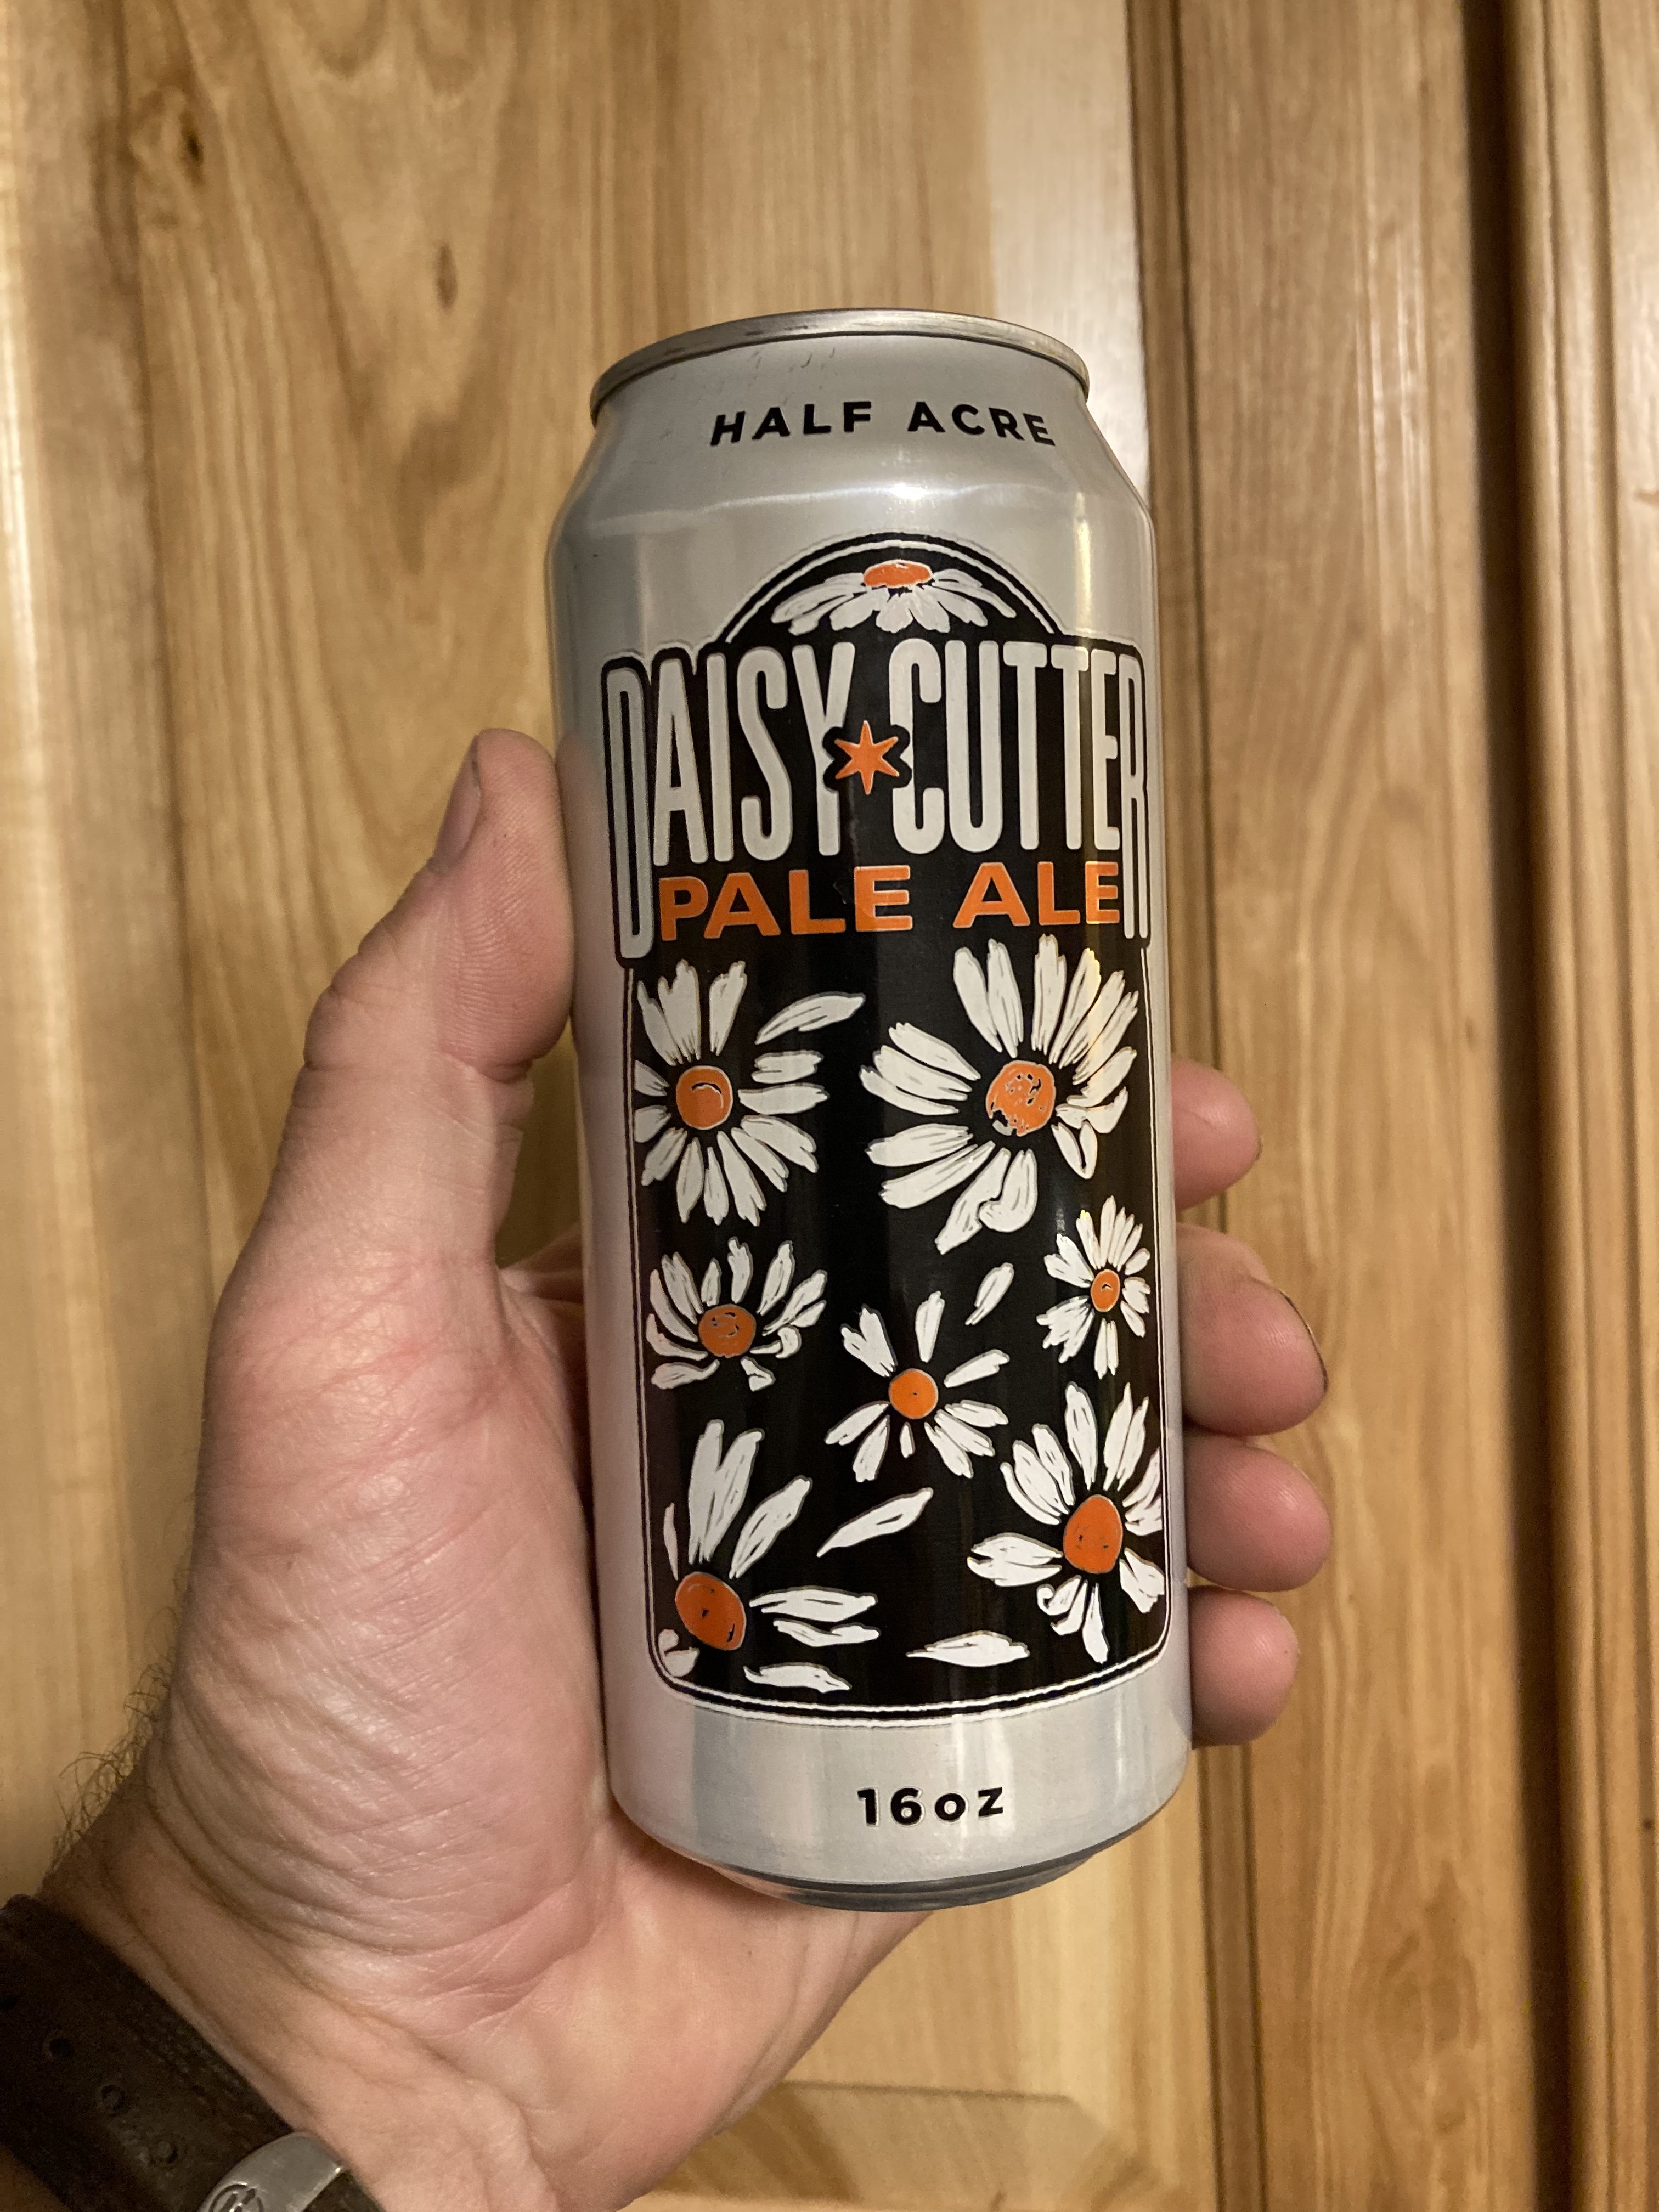 HALF ACRE
DAISY CUTTER
PALE ALE
16oz